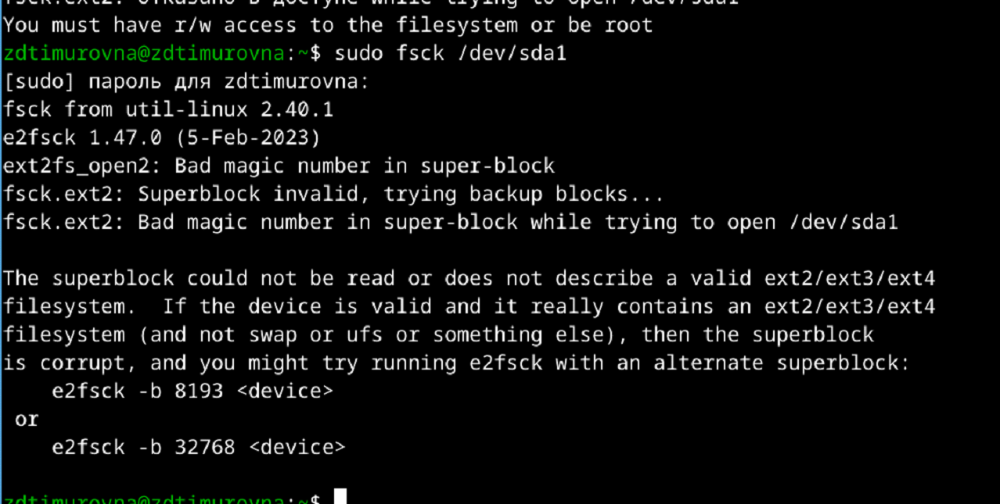 fsck.ext2: Отказано в доступе while trying to open /dev/sda1
You must have r/w access to the filesystem or be root
zdtimurovna@zdtimurovna:~$ sudo fsck /dev/sda1
[sudo] пароль для zdtimurovna:
fsck from util-linux 2.40.1
e2fsck 1.47.0 (5-Feb-2023)
ext2fs_open2: Bad magic number in super-block
fsck.ext2: Superblock invalid, trying backup blocks...
fsck.ext2: Bad magic number in super-block while trying to open /dev/sda1
The superblock could not be read or does not describe a valid ext2/ext3/ext4
filesystem.  If the device is valid and it really contains an ext2/ext3/ext4
filesystem (and not swap or ufs or something else), then the superblock
is corrupt, and you might try running e2fsck with an alternate superblock:
    e2fsck -b 8193 <device>
 or
    e2fsck -b 32768 <device>
zdtimurovna@zdtimurovna:~$